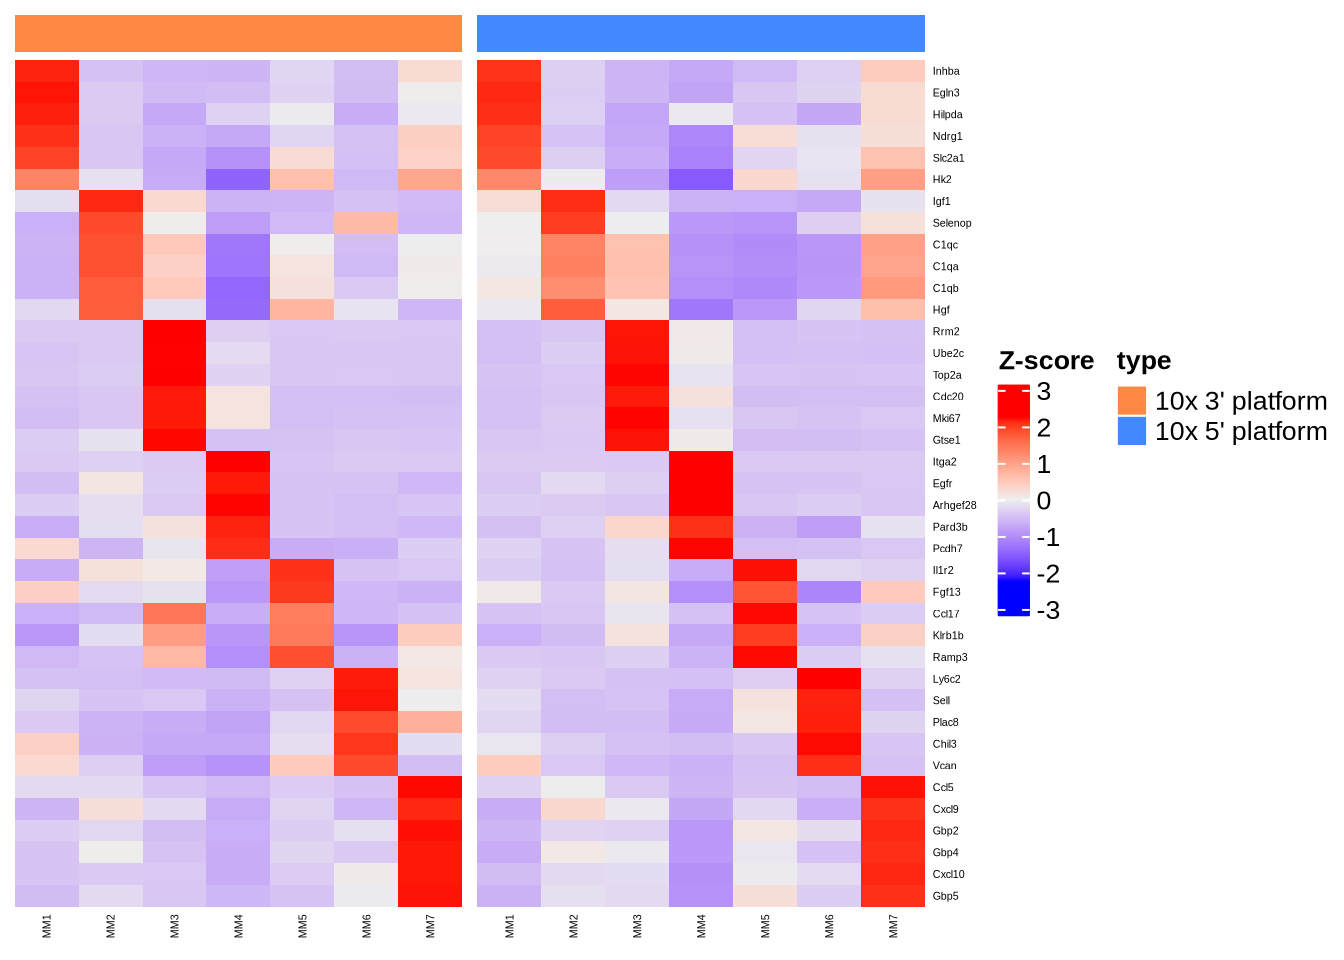 Inhba
Egln3
Hilpda
Ndrg1
Slc2a1
Hk2
Igf1
Selenop
C1qc
C1qa
C1qb
Hgf
Rrm2
Ube2c
Top2a
Cdc20
Mki67
Gtse1
Itga2
Egfr
Arhgef28
Pard3b
Pcdh7
Il1r2
Fgf13
Ccl17
Klrb1b
Ramp3
Ly6c2
Sell
Plac8
Chil3
Vcan
Ccl5
Cxcl9
Gbp2
Gbp4
Cxcl10
Gbp5
MM1 MM2 MM3 MM4 MM5 MM6 MM7 MM1 MM2 MM3 MM4 MM5 MM6 MM7
Z-score
3
2
1
0
-1
-2
-3
type
10x 3' platform
10x 5' platform